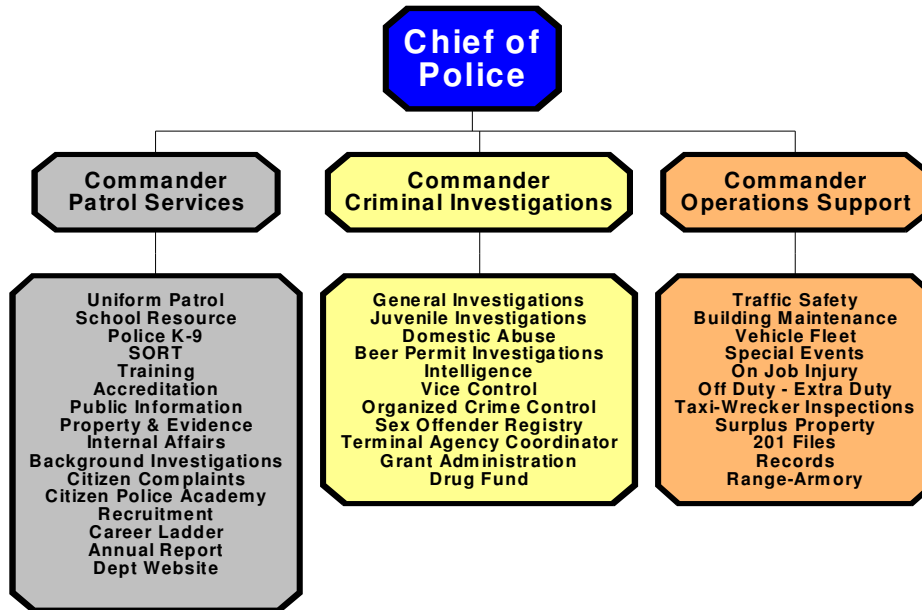 Chief of
Police
Commander
Patrol Services
Commander
Criminal Investigations
Commander
Operations Support
Uniform Patrol
School Resource
Police K-9
SORT
Training
Accreditation
Public Information
Property & Evidence
Internal Affairs
Background Investigations
Citizen Complaints
Citizen Police Academy
Recruitment
Career Ladder
Annual Report
Dept Website
General Investigations
Juvenile Investigations
Domestic Abuse
Beer Permit Investigations
Intelligence
Vice Control
Organized Crime Control
Sex Offender Registry
Terminal Agency Coordinator
Grant Administration
Drug Fund
Traffic Safety
Building Maintenance
Vehicle Fleet
Special Events
On Job Injury
Off Duty - Extra Duty
Taxi-Wrecker Inspections
Surplus Property
201 Files
Records
Range-Armory